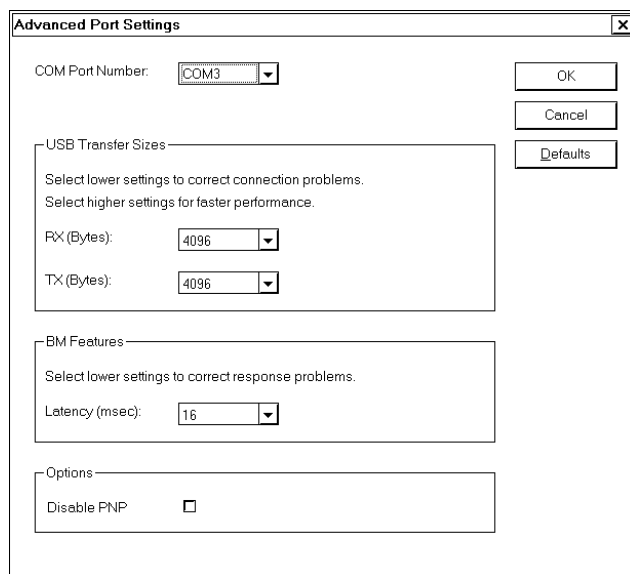 Advanced Port Settings
COM Port Number: COM3
OK
Cancel
Defaults
USB Transfer Sizes
Select lower settings to correct connection problems.
Select higher settings for faster performance.
RX (Bytes): 4096
TX (Bytes): 4096
BM Features
Select lower settings to correct response problems.
Latency (msec): 16
Options
Disable PNP